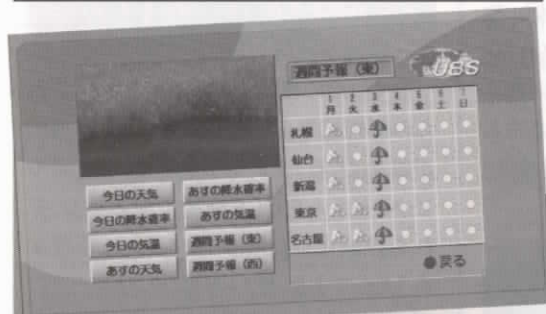 週間予報 (東)
UBS
1 2 3 4 5 6 7
月 火 水 木 金 土 日
札幌
仙台
新潟
東京
名古屋
今日の天気
あすの降水確率
今日の降水確率
あすの気温
今日の気温
週間予報 (東)
あすの天気
週間予報 (西)
●戻る